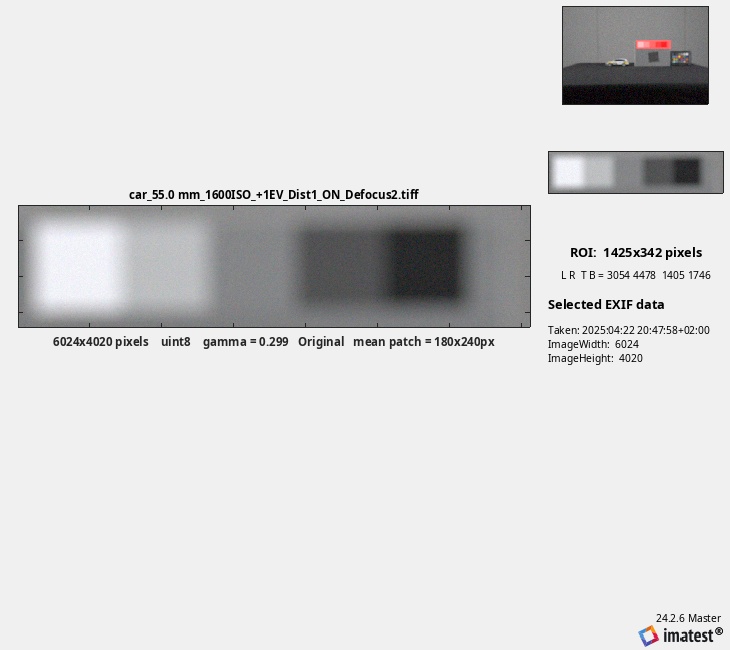 car_55.0 mm_1600ISO_+1EV_Dist1_ON_Defocus2.tiff
6024x4020 pixels uint8 gamma = 0.299 Original mean patch = 180x240px
ROI: 1425x342 pixels
L R T B = 3054 4478 1405 1746
Selected EXIF data
Taken: 2025:04:22 20:47:58+02:00
ImageWidth: 6024
ImageHeight: 4020
24.2.6 Master
imatest®